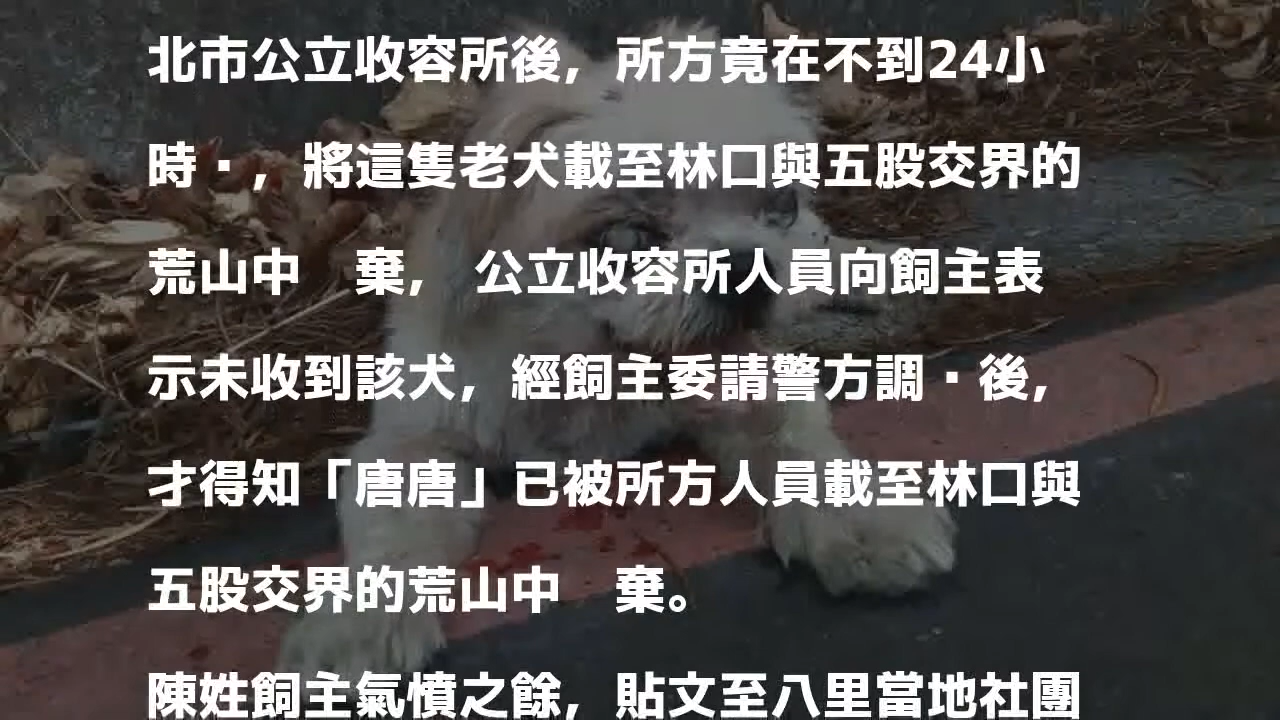 北市公立收容所後，所方竟在不到24小
時·，將這隻老犬載至林口與五股交界的
荒山中　棄， 公立收容所人員向飼主表
示未收到該犬，經飼主委請警方調·後，
才得知「唐唐」已被所方人員載至林口與
五股交界的荒山中　棄。
陳姓飼主氣憤之餘，貼文至八里當地社團